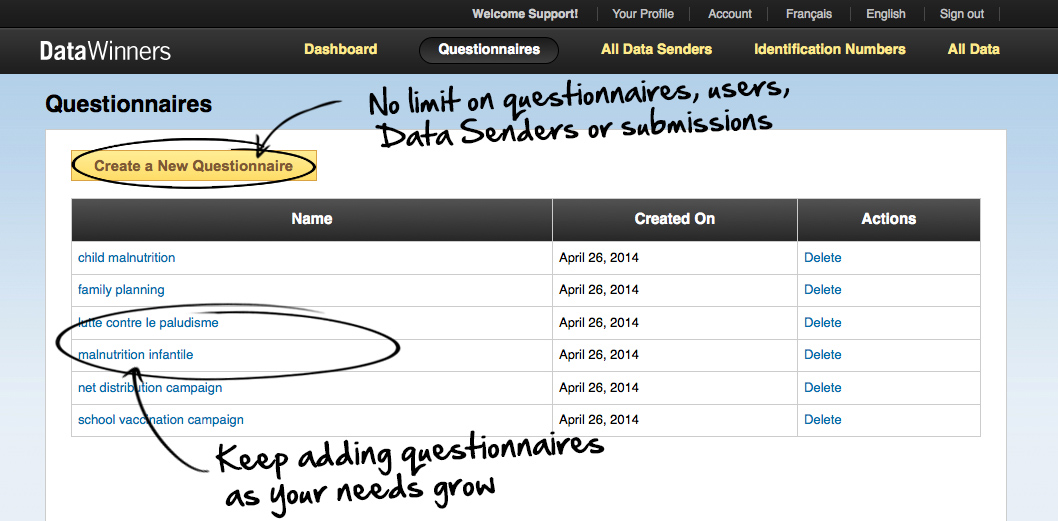 Welcome Support! Your Profile Account Français English Sign out
DataWinners Dashboard Questionnaires All Data Senders Identification Numbers All Data
Questionnaires
No limit on questionnaires, users,
Data Senders or submissions
Create a New Questionnaire
Name Created On Actions
child malnutrition April 26, 2014 Delete
family planning April 26, 2014 Delete
lutte contre le paludisme April 26, 2014 Delete
malnutrition infantile April 26, 2014 Delete
net distribution campaign April 26, 2014 Delete
school vaccination campaign April 26, 2014 Delete
Keep adding questionnaires
as your needs grow